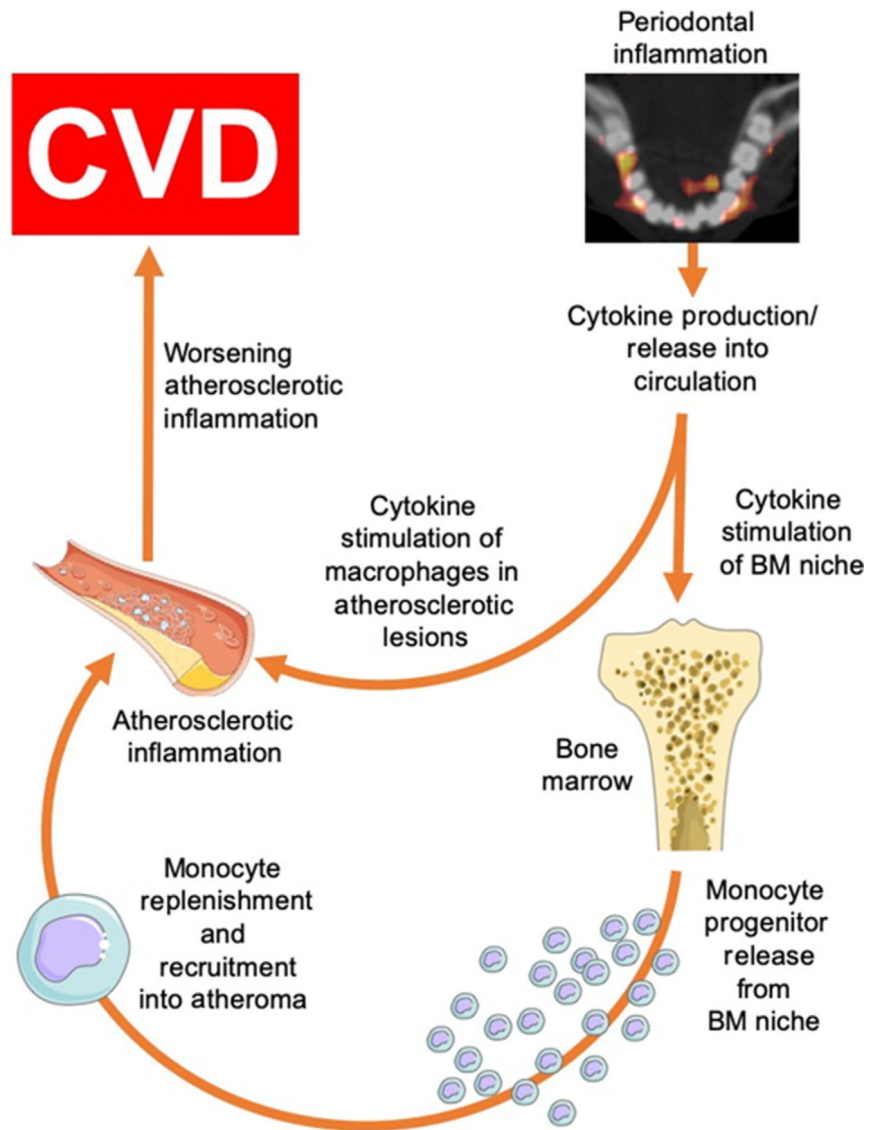 Periodontal
inflammation
CVD
Cytokine production/
release into
circulation
Worsening
atherosclerotic
inflammation
Cytokine
stimulation of
macrophages in
atherosclerotic
lesions
Cytokine
stimulation
of BM niche
Atherosclerotic
inflammation
Bone
marrow
Monocyte
replenishment
and
recruitment
into atheroma
Monocyte
progenitor
release
from
BM niche